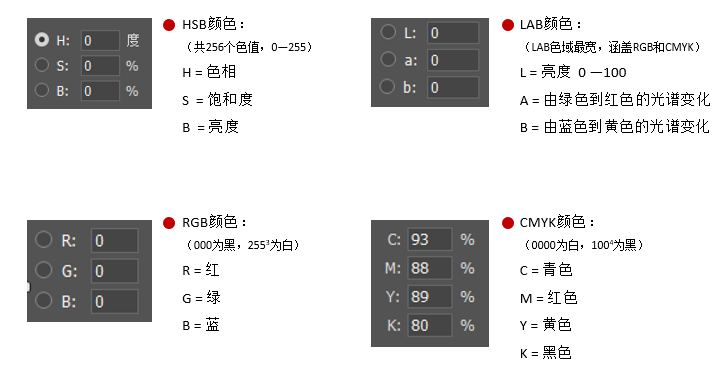 H: 0 度
S: 0 %
B: 0 %
HSB颜色：
（共256个色值，0—255）
H = 色相
S = 饱和度
B = 亮度
L: 0
a: 0
b: 0
LAB颜色：
（LAB色域最宽，涵盖RGB和CMYK）
L = 亮度 0 —100
A = 由绿色到红色的光谱变化
B = 由蓝色到黄色的光谱变化
R: 0
G: 0
B: 0
RGB颜色：
（000为黑，255³为白）
R = 红
G = 绿
B = 蓝
C: 93 %
M: 88 %
Y: 89 %
K: 80 %
CMYK颜色：
（0000为白，100⁴为黑）
C = 青色
M = 红色
Y = 黄色
K = 黑色